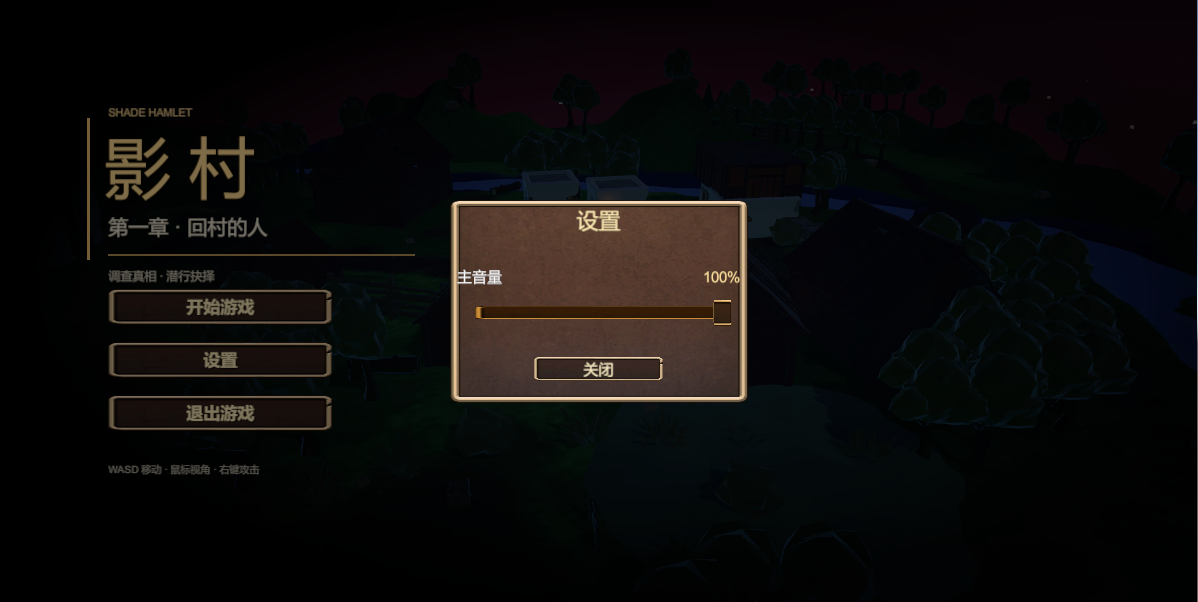 SHADE HAMLET
影村
第一章 · 回村的人
调查真相 · 潜行抉择
开始游戏
设置
退出游戏
WASD 移动 · 鼠标视角 · 右键攻击
设置
主音量 100%
关闭